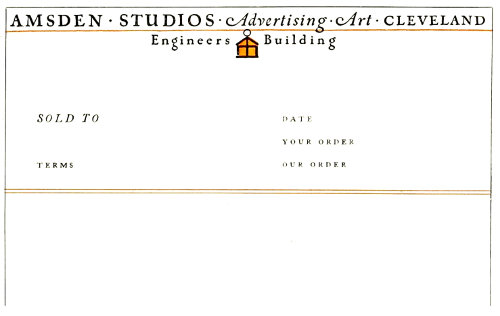 AMSDEN · STUDIOS · Advertising · Art · CLEVELAND
Engineers Building
SOLD TO
DATE
YOUR ORDER
TERMS
OUR ORDER